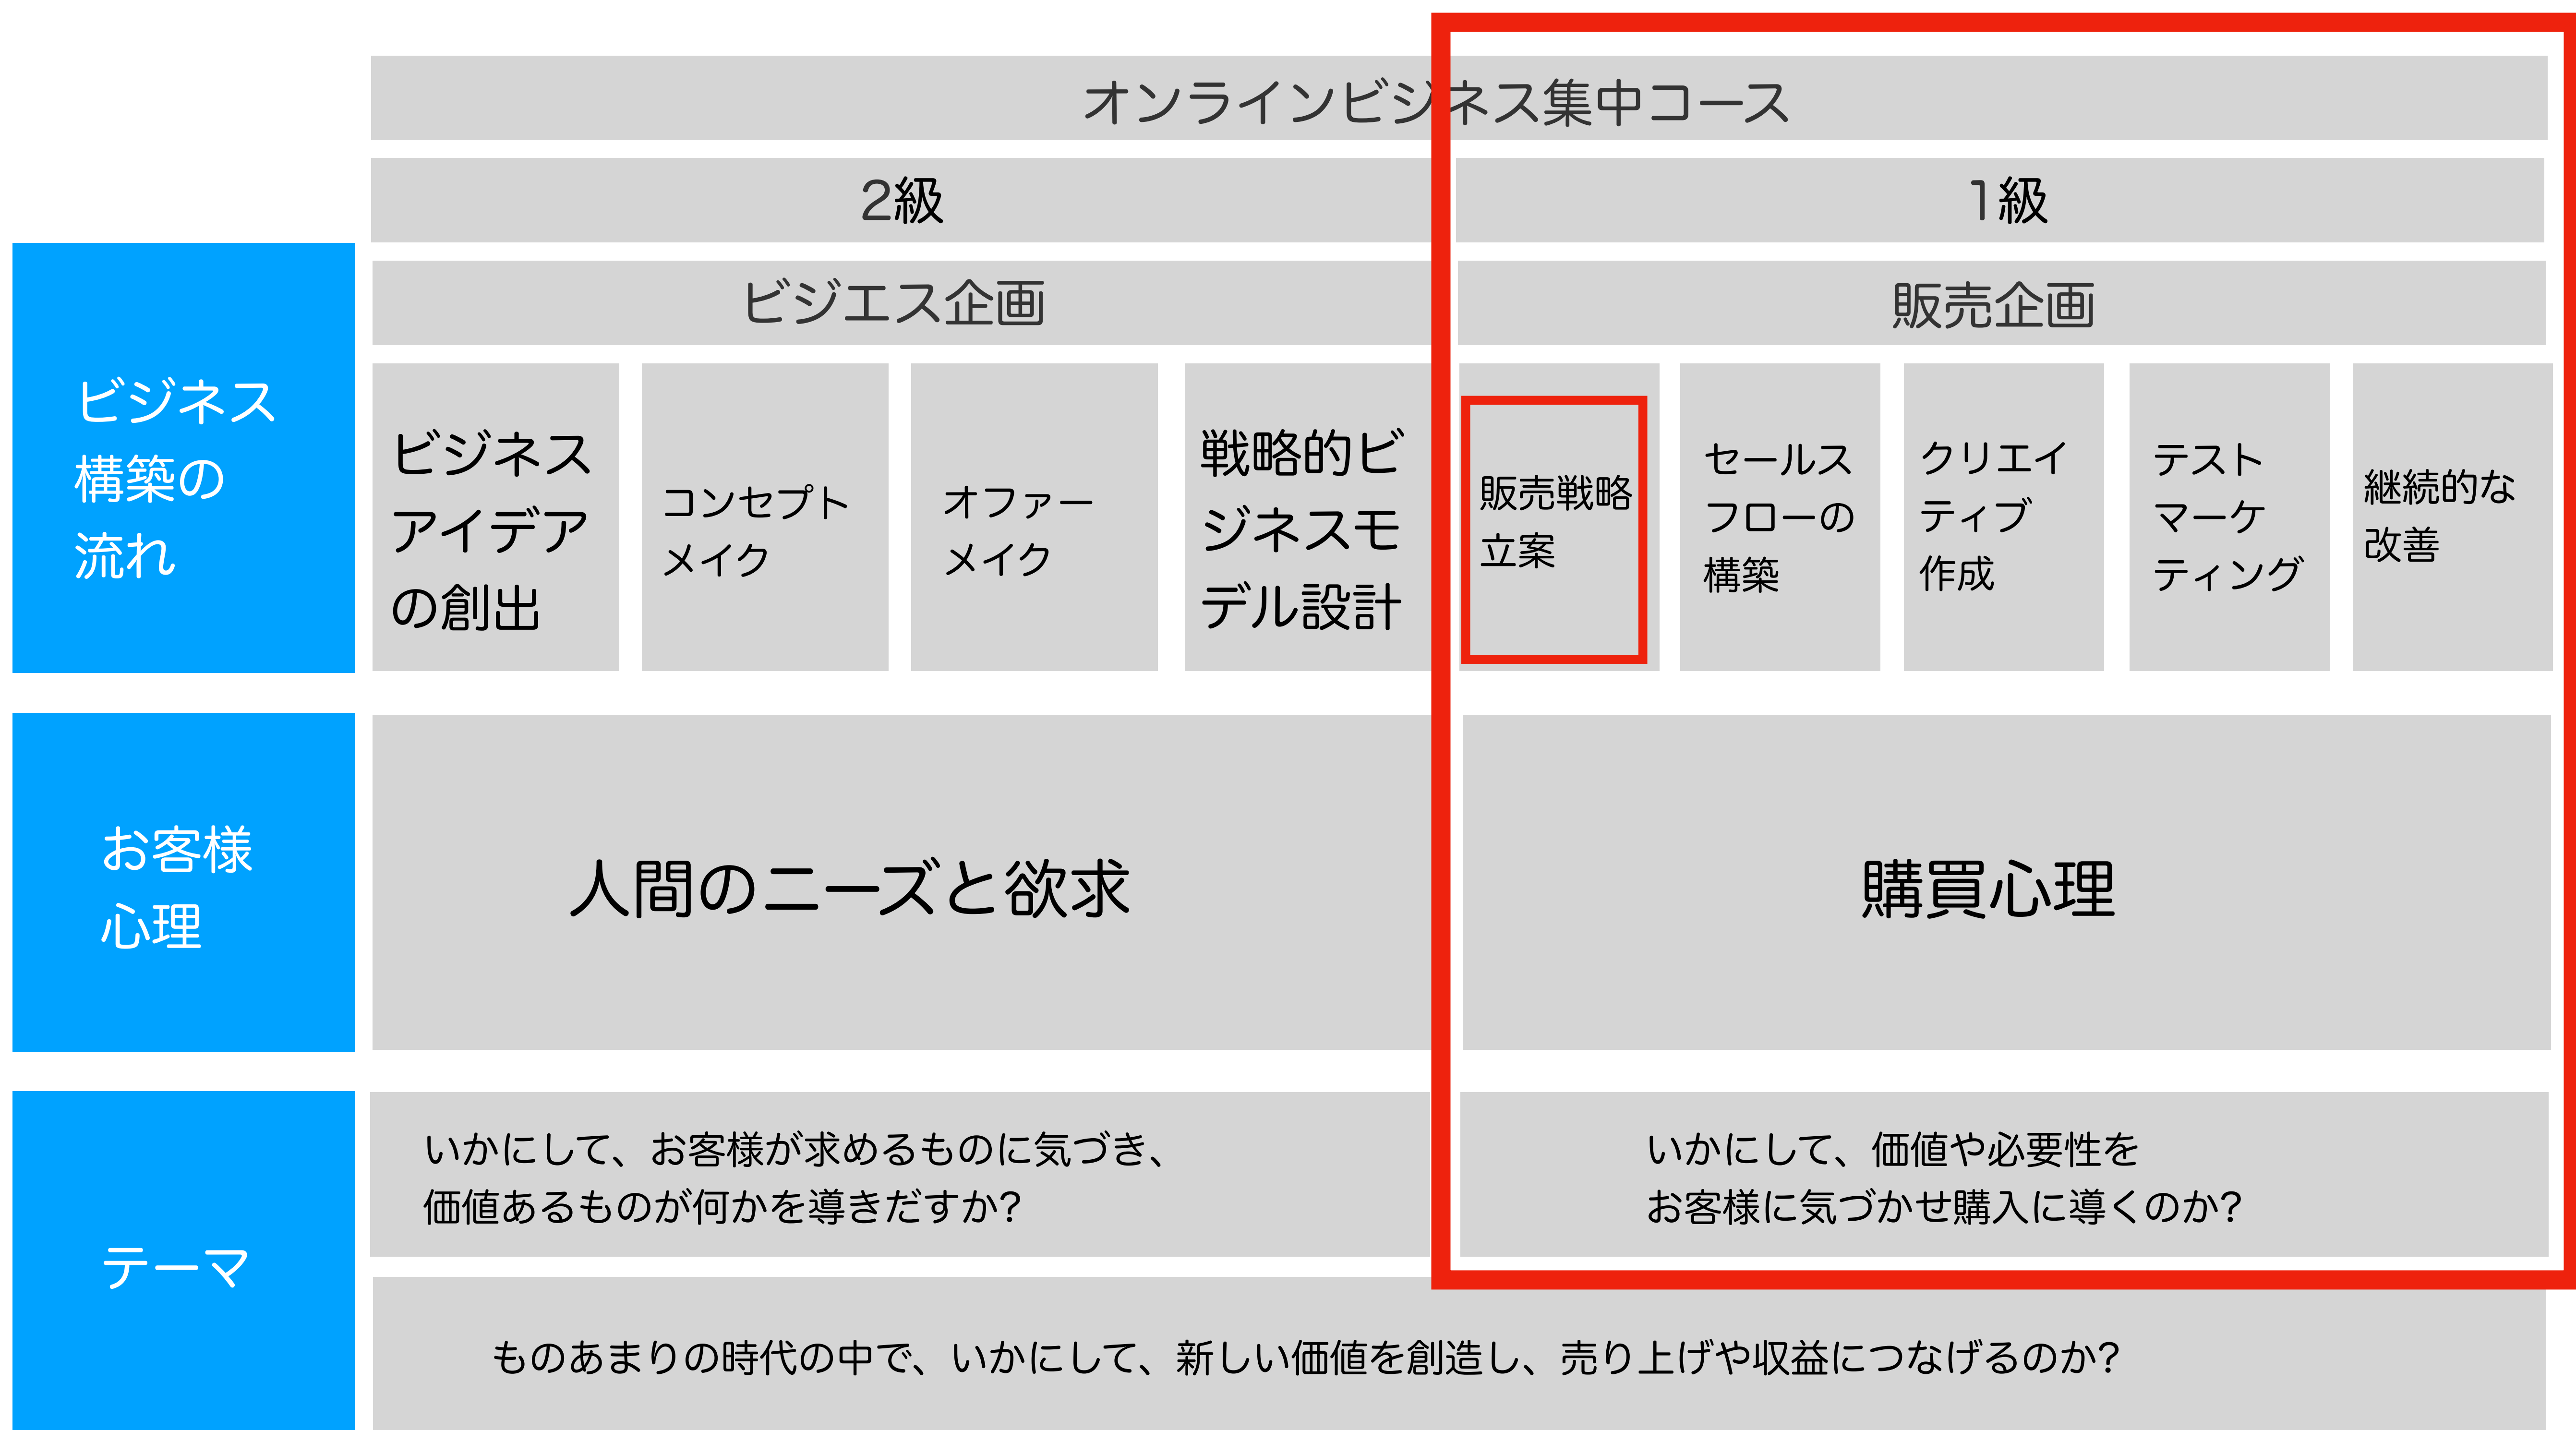 オンラインビジネス集中コース
2級
1級
ビジエス企画
販売企画
ビジネス
構築の
流れ
ビジネス
アイデア
の創出
コンセプト
メイク
オファー
メイク
戦略的ビ
ジネスモ
デル設計
販売戦略
立案
セールス
フローの
構築
クリエイ
ティブ
作成
テスト
マーケ
ティング
継続的な
改善
お客様
心理
人間のニーズと欲求
購買心理
テーマ
いかにして、お客様が求めるものに気づき、
価値あるものが何かを導きだすか?
いかにして、価値や必要性を
お客様に気づかせ購入に導くのか?
ものあまりの時代の中で、いかにして、新しい価値を創造し、売り上げや収益につなげるのか?